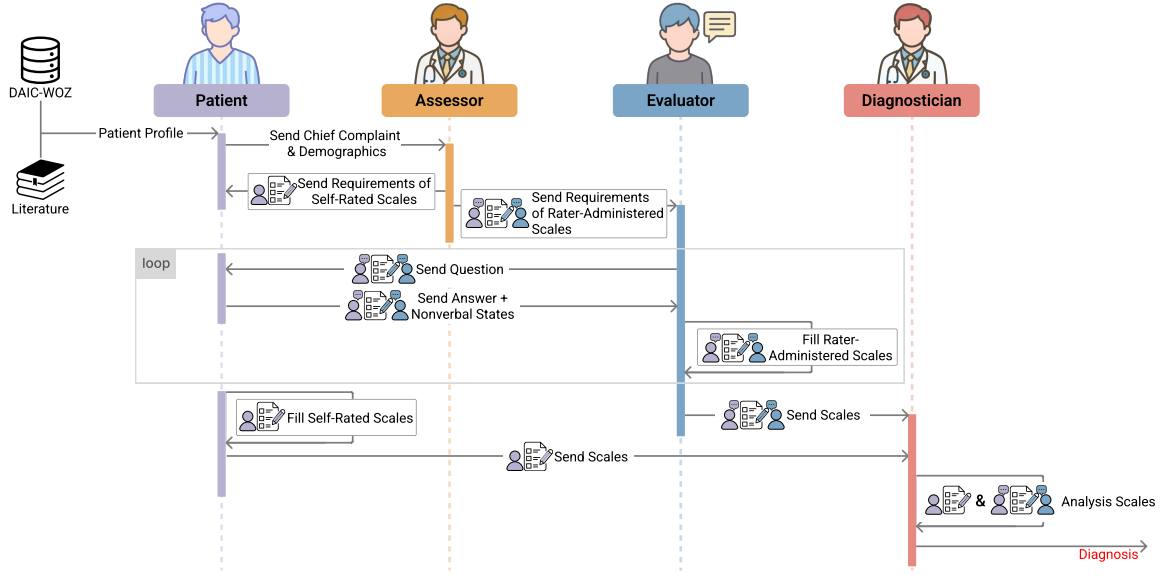 DAIC-WOZ
Literature
Patient Profile
Patient
Assessor
Evaluator
Diagnostician
Send Chief Complaint
& Demographics
Send Requirements of
Self-Rated Scales
Send Requirements
of Rater-Administered
Scales
loop
Send Question
Send Answer +
Nonverbal States
Fill Rater-
Administered Scales
Fill Self-Rated Scales
Send Scales
Send Scales
& Analysis Scales
Diagnosis